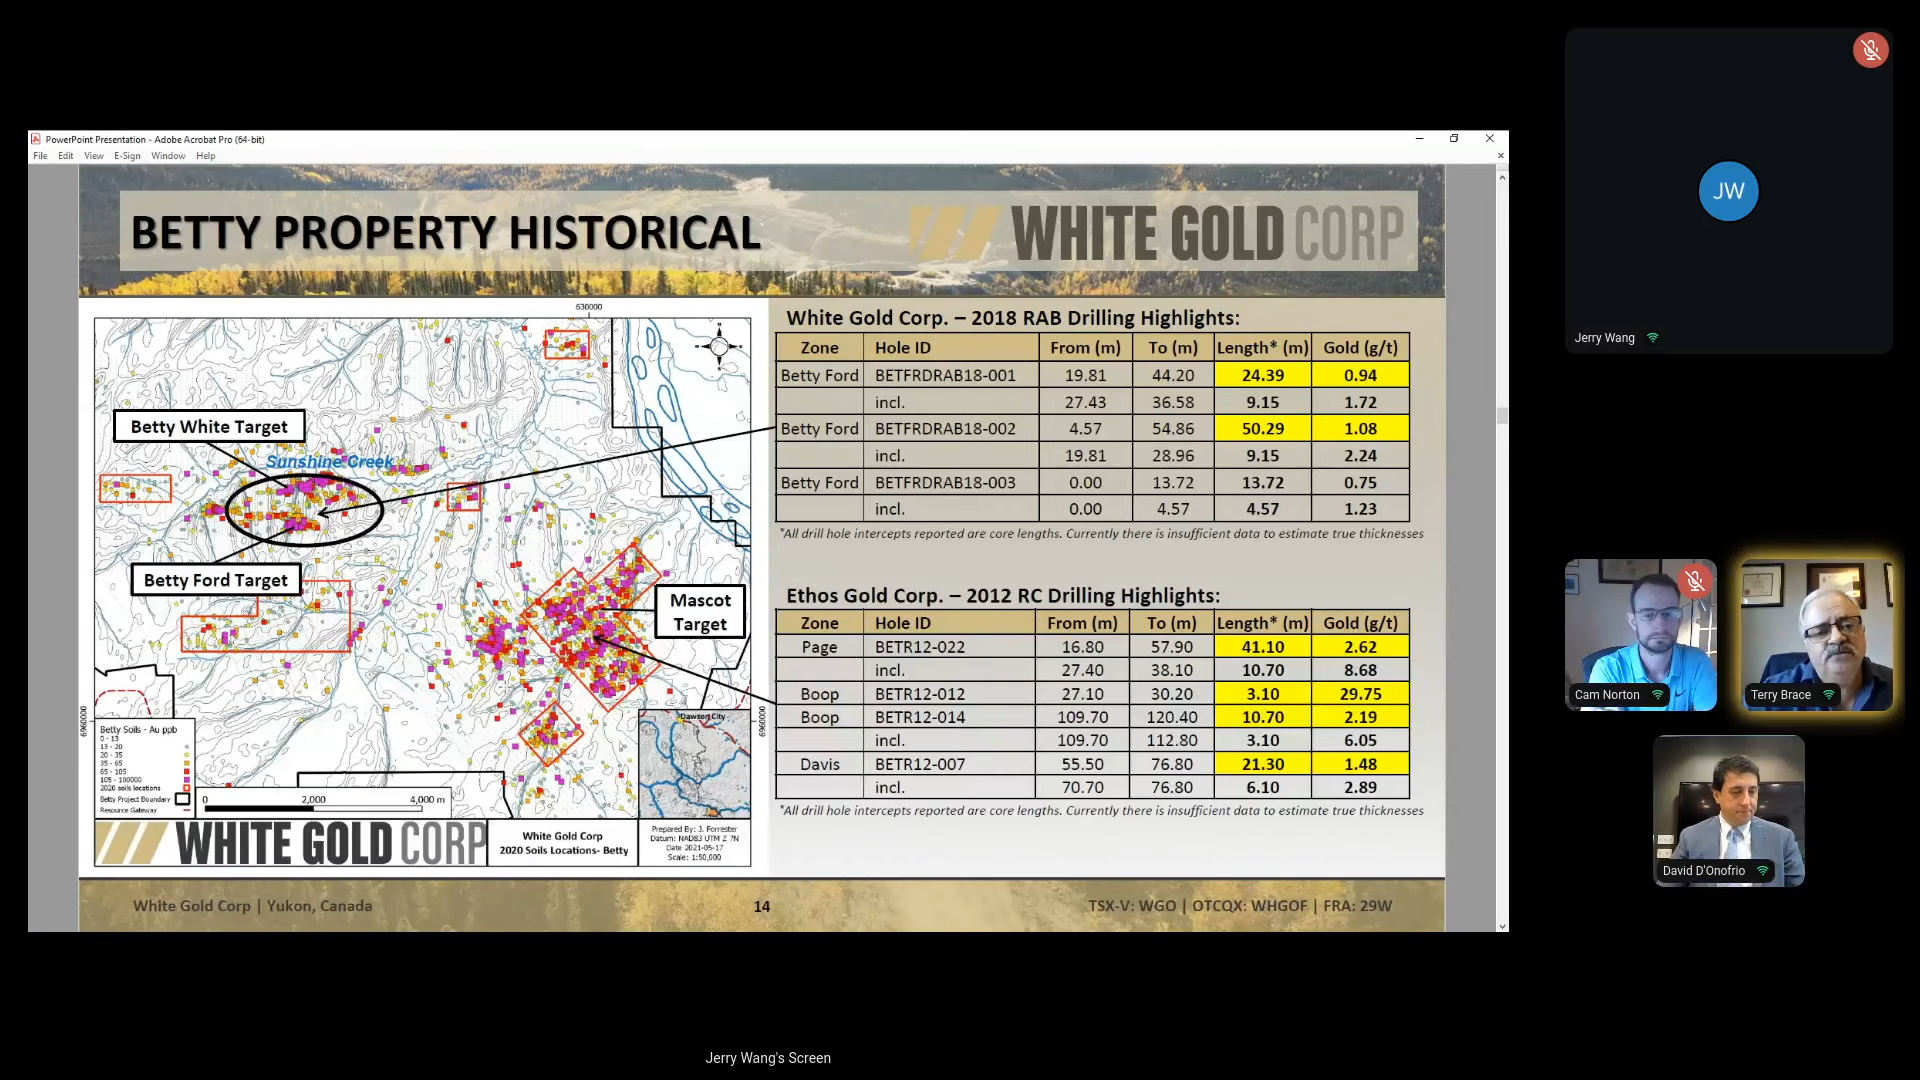 PowerPoint Presentation - Adobe Acrobat Pro (64-bit)
File Edit View E-Sign Window Help
BETTY PROPERTY HISTORICAL
WHITE GOLD CORP
630000
Betty White Target
Sunshine Creek
Betty Ford Target
Mascot
Target
Dawson City
6960000
6960000
Betty Soils - Au ppb
0 - 13
13 - 20
20 - 35
35 - 65
65 - 105
105 - 100000
2020 soils locations
Betty Project Boundary
Resource Gateway
0 2,000 4,000 m
WHITE GOLD CORP
White Gold Corp
2020 Soils Locations- Betty
Prepared By: J. Forrester
Datum: NAD83 UTM Z 7N
Date 2021-05-17
Scale: 1:50,000
White Gold Corp. – 2018 RAB Drilling Highlights:
Zone Hole ID From (m) To (m) Length* (m) Gold (g/t)
Betty Ford BETFRDRAB18-001 19.81 44.20 24.39 0.94
incl. 27.43 36.58 9.15 1.72
Betty Ford BETFRDRAB18-002 4.57 54.86 50.29 1.08
incl. 19.81 28.96 9.15 2.24
Betty Ford BETFRDRAB18-003 0.00 13.72 13.72 0.75
incl. 0.00 4.57 4.57 1.23
*All drill hole intercepts reported are core lengths. Currently there is insufficient data to estimate true thicknesses
Ethos Gold Corp. – 2012 RC Drilling Highlights:
Zone Hole ID From (m) To (m) Length* (m) Gold (g/t)
Page BETR12-022 16.80 57.90 41.10 2.62
incl. 27.40 38.10 10.70 8.68
Boop BETR12-012 27.10 30.20 3.10 29.75
Boop BETR12-014 109.70 120.40 10.70 2.19
incl. 109.70 112.80 3.10 6.05
Davis BETR12-007 55.50 76.80 21.30 1.48
incl. 70.70 76.80 6.10 2.89
*All drill hole intercepts reported are core lengths. Currently there is insufficient data to estimate true thicknesses
White Gold Corp | Yukon, Canada
14
TSX-V: WGO | OTCQX: WHGOF | FRA: 29W
JW
Jerry Wang
Cam Norton
Terry Brace
David D'Onofrio
Jerry Wang's Screen